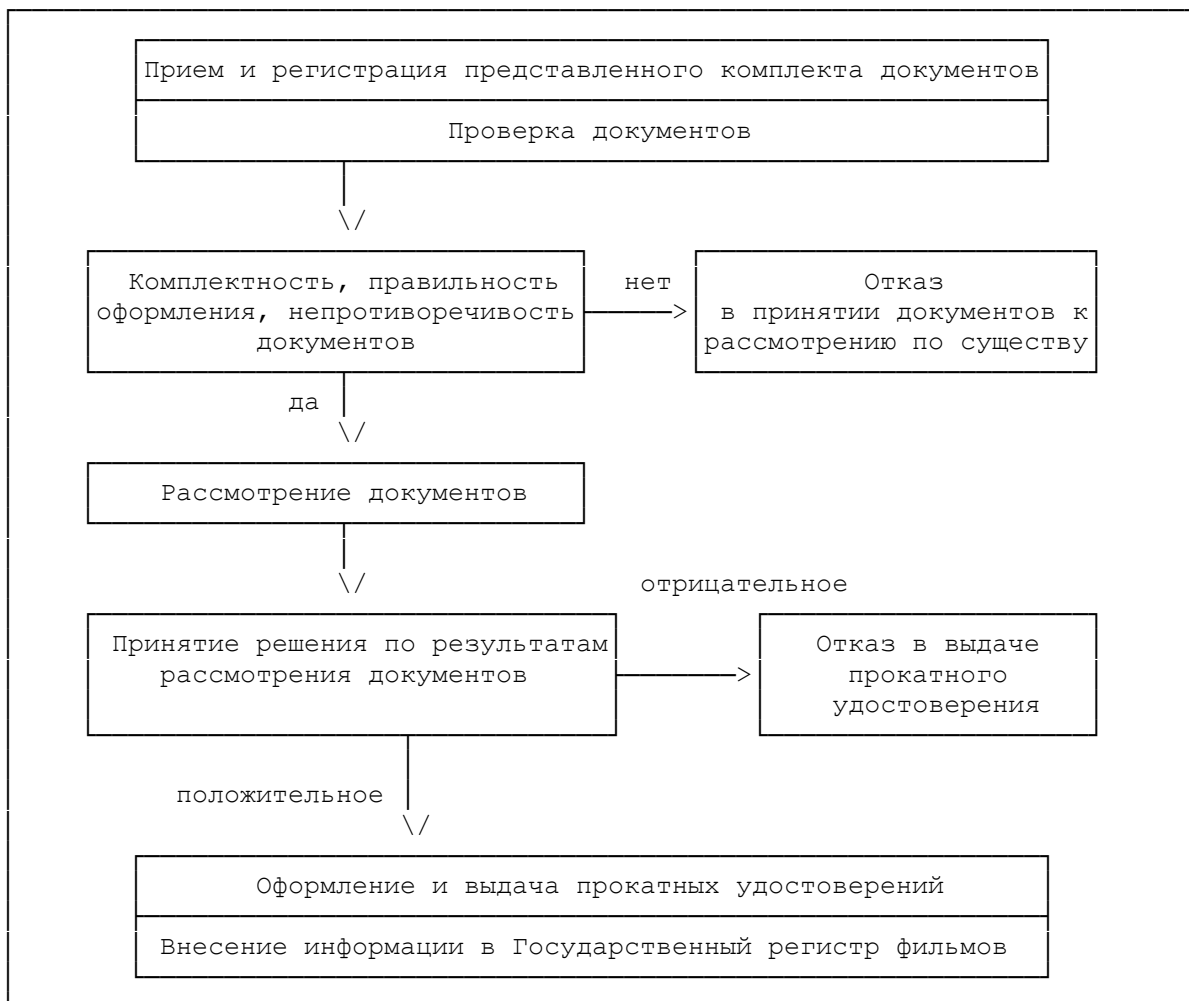 Прием и регистрация представленного комплекта документов
Проверка документов
Комплектность, правильность
оформления, непротиворечивость
документов
нет
Отказ
в принятии документов к
рассмотрению по существу
да
Рассмотрение документов
отрицательное
Принятие решения по результатам
рассмотрения документов
Отказ в выдаче
прокатного
удостоверения
положительное
Оформление и выдача прокатных удостоверений
Внесение информации в Государственный регистр фильмов